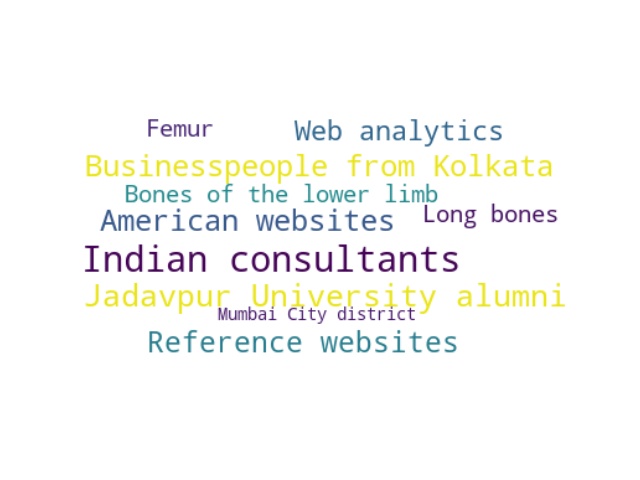 Femur
Web analytics
Businesspeople from Kolkata
Bones of the lower limb
Long bones
American websites
Indian consultants
Jadavpur University alumni
Mumbai City district
Reference websites